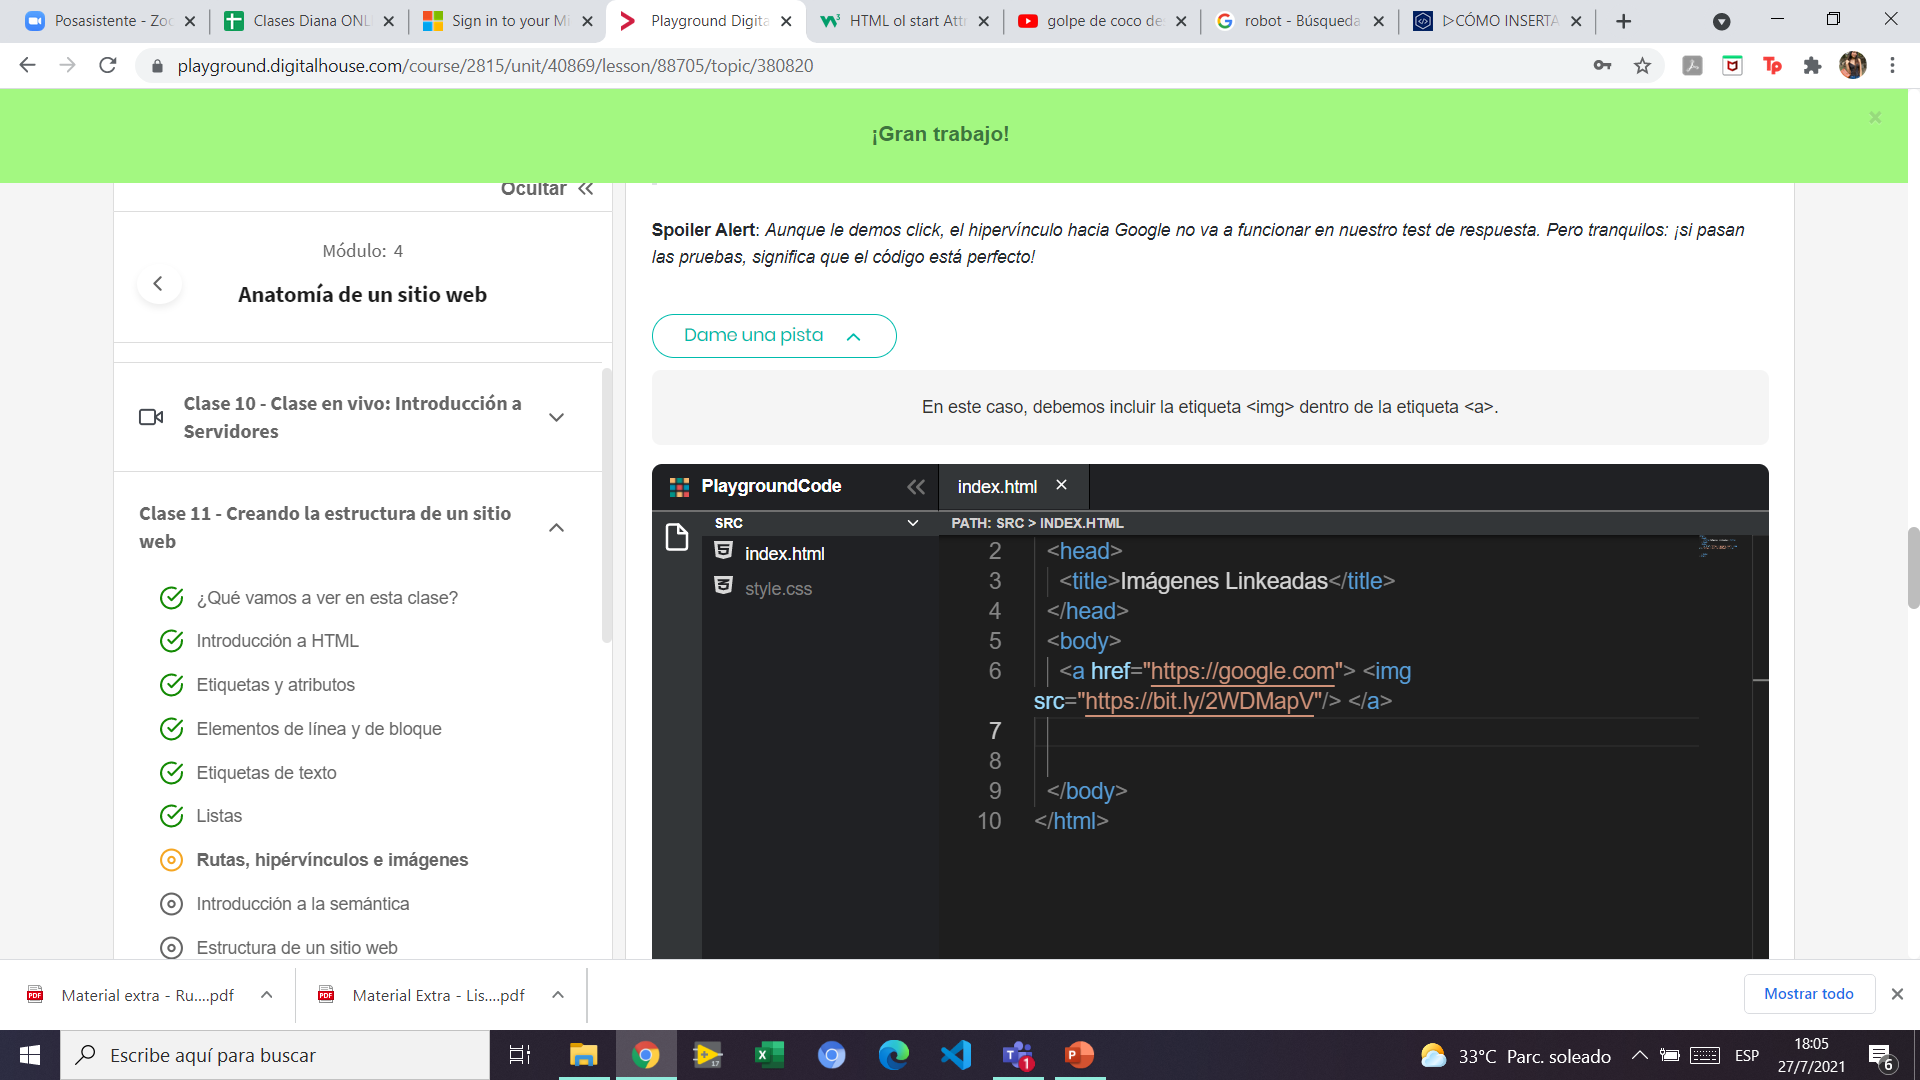 Posasistente - Zoo
Clases Diana ONL
Sign in to your Mi
Playground Digita
HTML ol start Attr
golpe de coco de
robot - Búsqueda
▷CÓMO INSERTA
playground.digitalhouse.com/course/2815/unit/40869/lesson/88705/topic/380820
¡Gran trabajo!
Ocultar
Módulo: 4
Anatomía de un sitio web
Clase 10 - Clase en vivo: Introducción a
Servidores
Clase 11 - Creando la estructura de un sitio
web
¿Qué vamos a ver en esta clase?
Introducción a HTML
Etiquetas y atributos
Elementos de línea y de bloque
Etiquetas de texto
Listas
Rutas, hipérvínculos e imágenes
Introducción a la semántica
Estructura de un sitio web
Spoiler Alert: Aunque le demos click, el hipervínculo hacia Google no va a funcionar en nuestro test de respuesta. Pero tranquilos: ¡si pasan
las pruebas, significa que el código está perfecto!
Dame una pista
En este caso, debemos incluir la etiqueta <img> dentro de la etiqueta <a>.
PlaygroundCode
index.html
SRC
PATH: SRC > INDEX.HTML
index.html
style.css
2 <head>
3 <title>Imágenes Linkeadas</title>
4 </head>
5 <body>
6 <a href="https://google.com"> <img
src="https://bit.ly/2WDMapV"/> </a>
7
8
9 </body>
10 </html>
Material extra - Ru....pdf
Material Extra - Lis....pdf
Mostrar todo
Escribe aquí para buscar
33°C Parc. soleado
ESP
18:05
27/7/2021
6